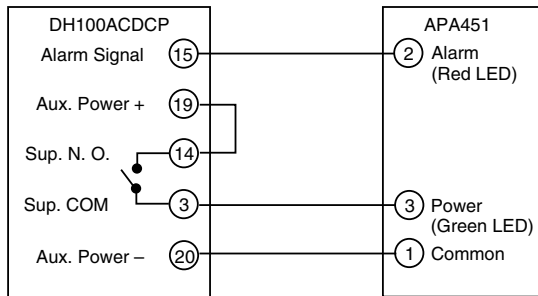 DH100ACDCP
APA451
Alarm Signal 15
2 Alarm
(Red LED)
Aux. Power + 19
Sup. N. O. 14
Sup. COM 3
3 Power
(Green LED)
Aux. Power – 20
1 Common